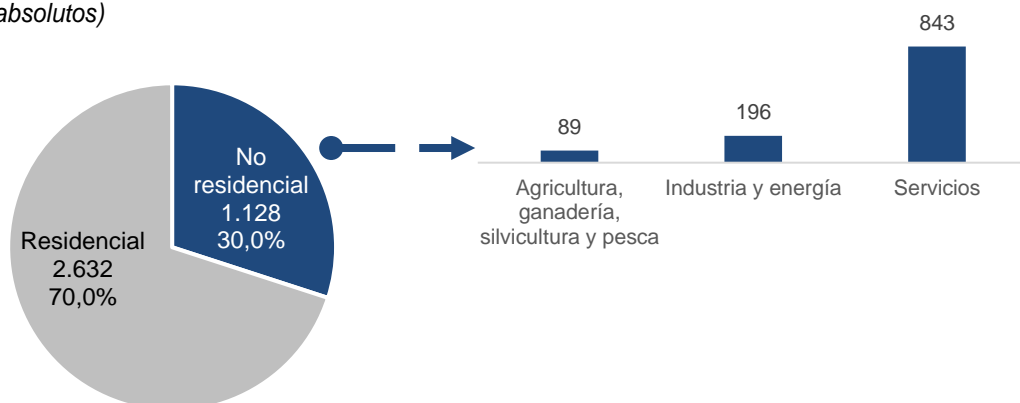 absolutos)
No
residencial
1.128
30,0%
Residencial
2.632
70,0%
89
196
843
Agricultura,
ganadería,
silvicultura y pesca
Industria y energía
Servicios